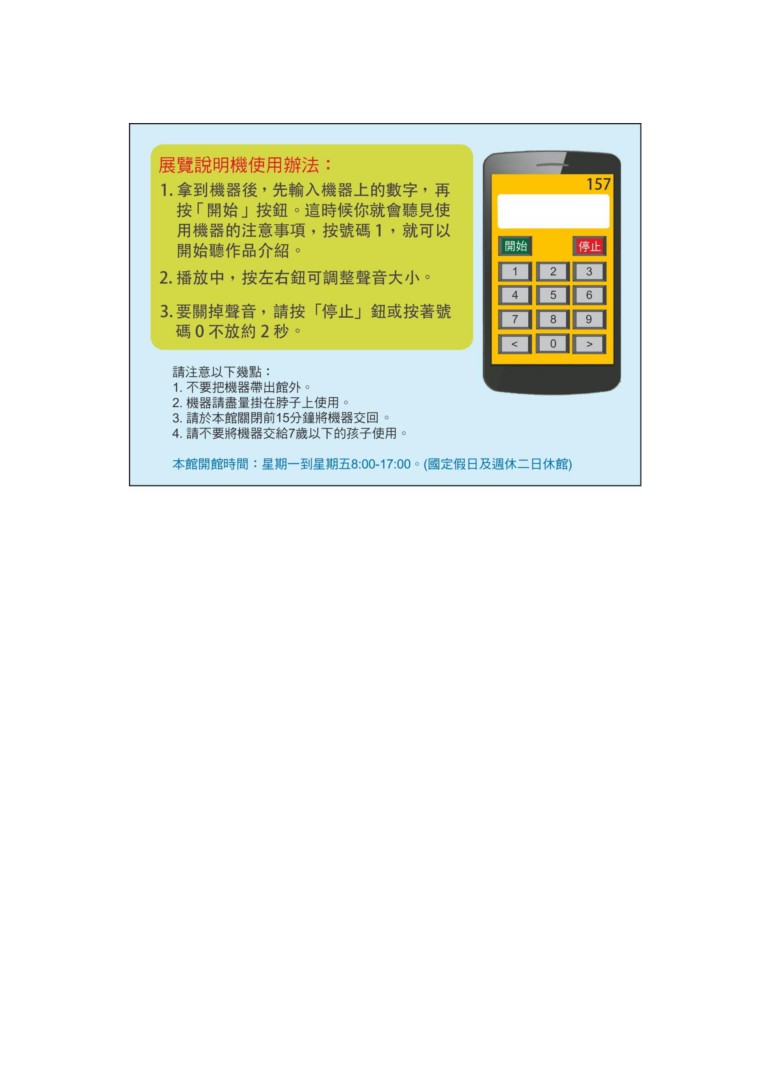 展覽說明機使用辦法：
1. 拿到機器後，先輸入機器上的數字，再
按「開始」按鈕。這時候你就會聽見使
用機器的注意事項，按號碼 1，就可以
開始聽作品介紹。
2. 播放中，按左右鈕可調整聲音大小。
3. 要關掉聲音，請按「停止」鈕或按著號
碼 0 不放約 2 秒。
157
開始 停止
1 2 3
4 5 6
7 8 9
< 0 >
請注意以下幾點：
1. 不要把機器帶出館外。
2. 機器請盡量掛在脖子上使用。
3. 請於本館關閉前15分鐘將機器交回。
4. 請不要將機器交給7歲以下的孩子使用。
本館開館時間：星期一到星期五8:00-17:00。(國定假日及週休二日休館)